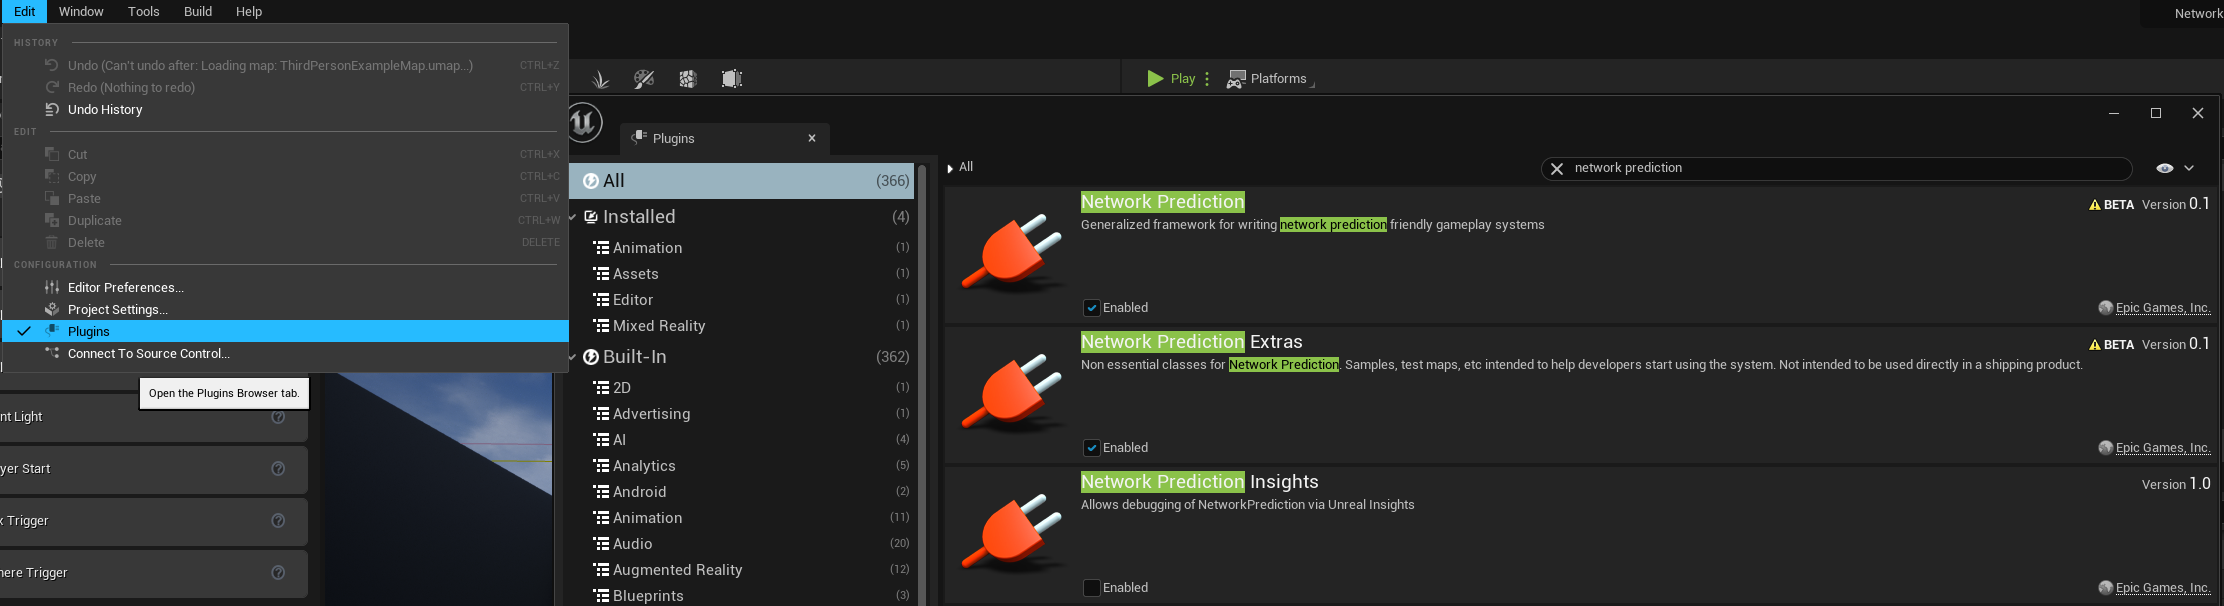 Edit Window Tools Build Help
Network
HISTORY
Undo (Can't undo after: Loading map: ThirdPersonExampleMap.umap...) CTRL+Z
Redo (Nothing to redo) CTRL+Y
Undo History
EDIT
Cut CTRL+X
Copy CTRL+C
Paste CTRL+V
Duplicate CTRL+W
Delete DELETE
CONFIGURATION
Editor Preferences...
Project Settings...
Plugins
Connect To Source Control...
Open the Plugins Browser tab.
nt Light
yer Start
x Trigger
here Trigger
Play
Platforms
Plugins
All (366)
Installed (4)
Animation (1)
Assets (1)
Editor (1)
Mixed Reality (1)
Built-In (362)
2D (1)
Advertising (1)
AI (4)
Analytics (5)
Android (2)
Animation (11)
Audio (20)
Augmented Reality (12)
Blueprints (3)
All
network prediction
Network Prediction
BETA Version 0.1
Generalized framework for writing network prediction friendly gameplay systems
Enabled
Epic Games, Inc.
Network Prediction Extras
BETA Version 0.1
Non essential classes for Network Prediction. Samples, test maps, etc intended to help developers start using the system. Not intended to be used directly in a shipping product.
Enabled
Epic Games, Inc.
Network Prediction Insights
Version 1.0
Allows debugging of NetworkPrediction via Unreal Insights
Enabled
Epic Games, Inc.